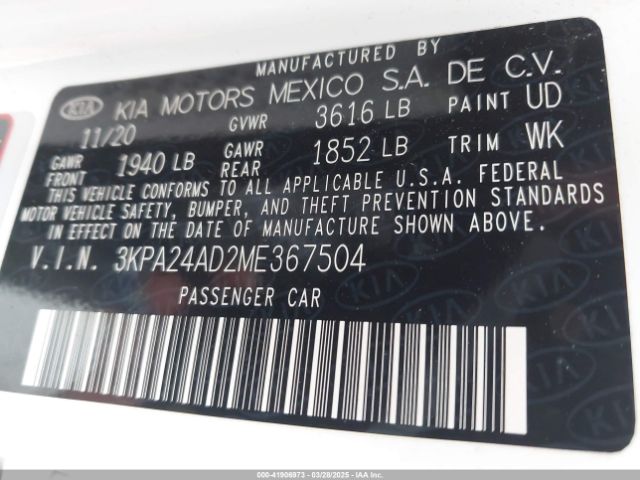 MANUFACTURED BY
KIA KIA MOTORS MEXICO S.A. DE C.V.
11/20 GVWR 3616 LB PAINT UD
GAWR FRONT 1940 LB GAWR REAR 1852 LB TRIM WK
THIS VEHICLE CONFORMS TO ALL APPLICABLE U.S.A. FEDERAL
MOTOR VEHICLE SAFETY, BUMPER, AND THEFT PREVENTION STANDARDS
IN EFFECT ON THE DATE OF MANUFACTURE SHOWN ABOVE.
V.I.N. 3KPA24AD2ME367504
PASSENGER CAR
000-41906973 | 03/28/2025 - IAA